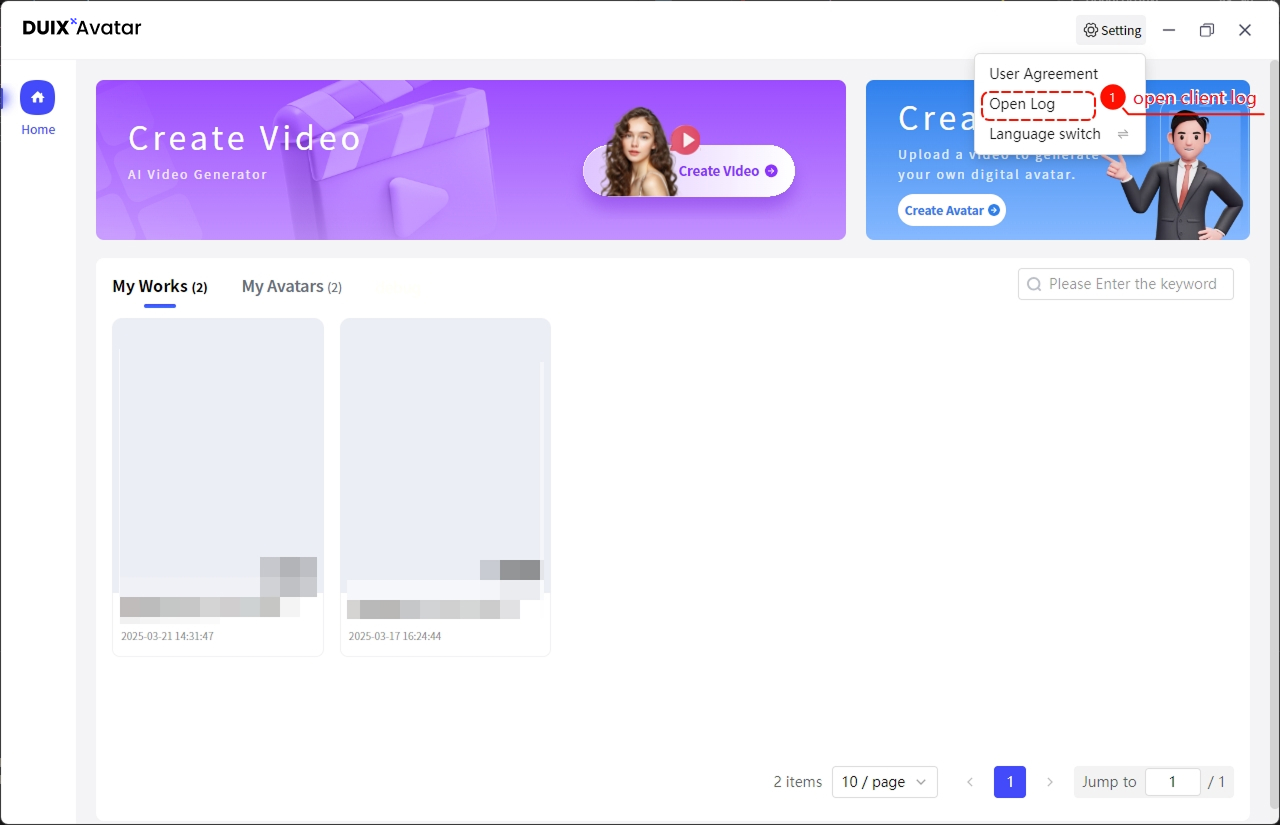 DUIX Avatar
Setting
User Agreement
Open Log
1 open client log
Language switch
Home
Create Video
AI Video Generator
Create VIdeo
Crea
Upload a video to generate
your own digital avatar.
Create Avatar
My Works (2)
My Avatars (2)
Please Enter the keyword
2025-03-21 14:31:47
2025-03-17 16:24:44
2 items
10 / page
1
Jump to 1 / 1